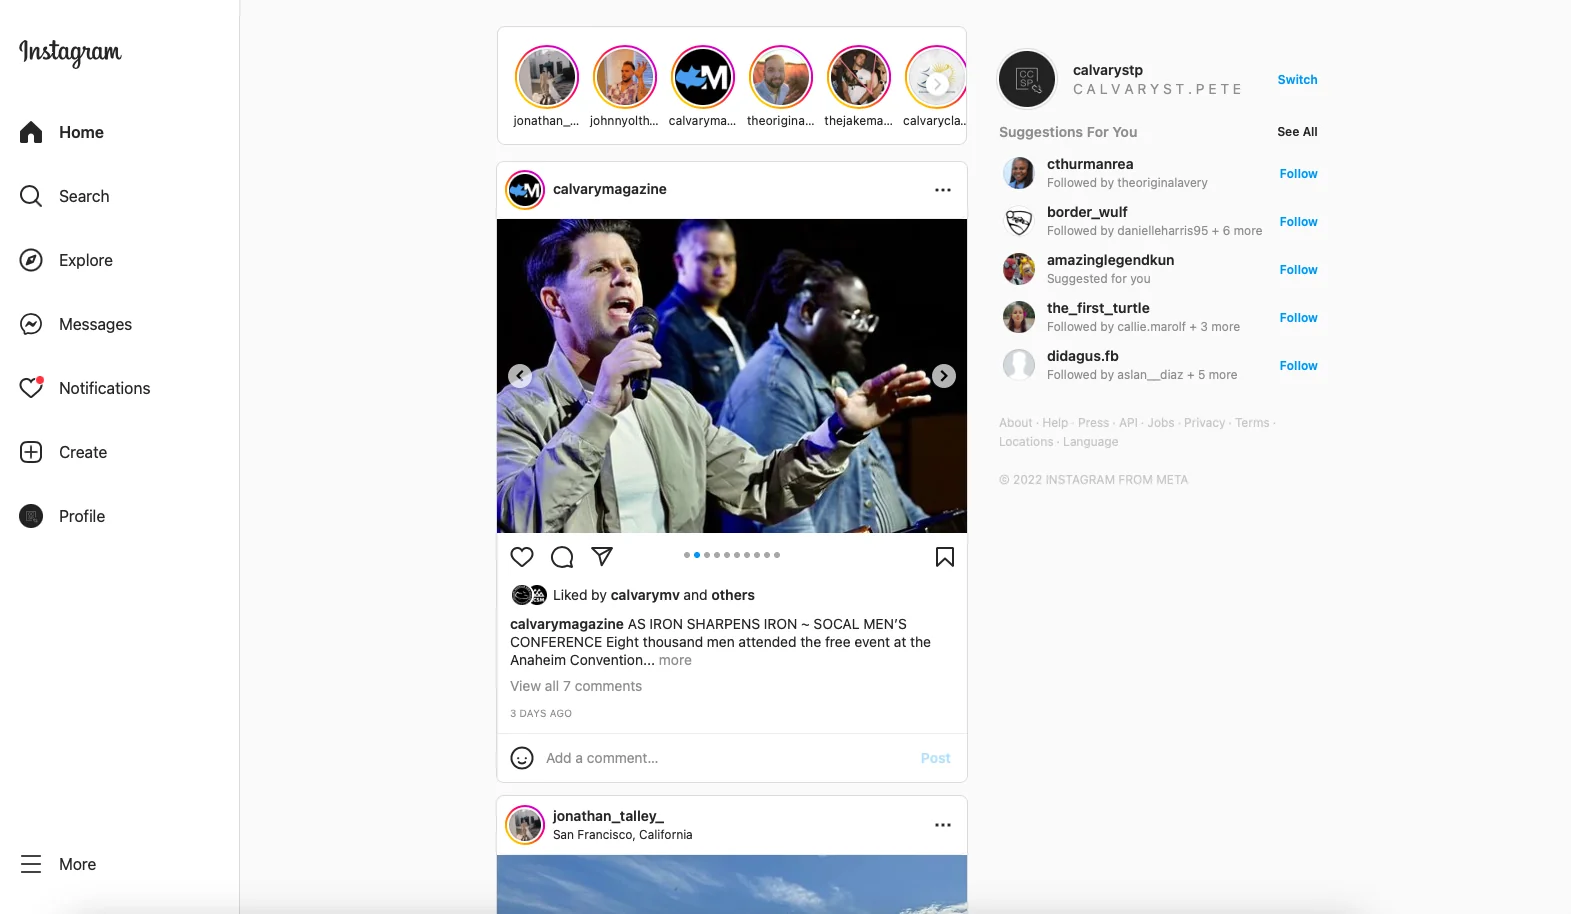 Instagram
Home
Search
Explore
Messages
Notifications
Create
Profile
More
jonathan_...
johnnyolth...
calvaryma...
theorigina...
thejakema...
calvarycla...
M
calvarymagazine
Liked by calvarymv and others
calvarymagazine AS IRON SHARPENS IRON ~ SOCAL MEN’S
CONFERENCE Eight thousand men attended the free event at the
Anaheim Convention... more
View all 7 comments
3 DAYS AGO
Add a comment...
Post
jonathan_talley_
San Francisco, California
CC
SP
calvarystp
CALVARYST.PETE
Switch
Suggestions For You
See All
cthurmanrea
Followed by theoriginalavery
Follow
border_wulf
Followed by danielleharris95 + 6 more
Follow
amazinglegendkun
Suggested for you
Follow
the_first_turtle
Followed by callie.marolf + 3 more
Follow
didagus.fb
Followed by aslan__diaz + 5 more
Follow
About · Help · Press · API · Jobs · Privacy · Terms ·
Locations · Language
© 2022 INSTAGRAM FROM META